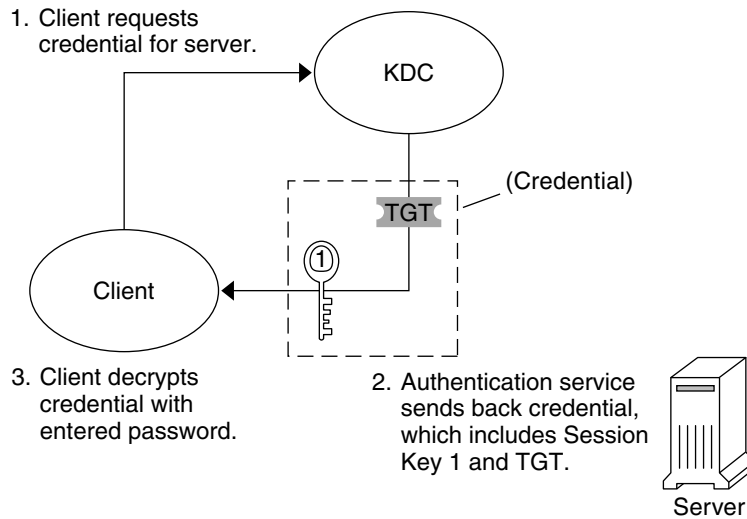 1. Client requests
credential for server.
KDC
(Credential)
TGT
1
Client
3. Client decrypts
credential with
entered password.
2. Authentication service
sends back credential,
which includes Session
Key 1 and TGT.
Server